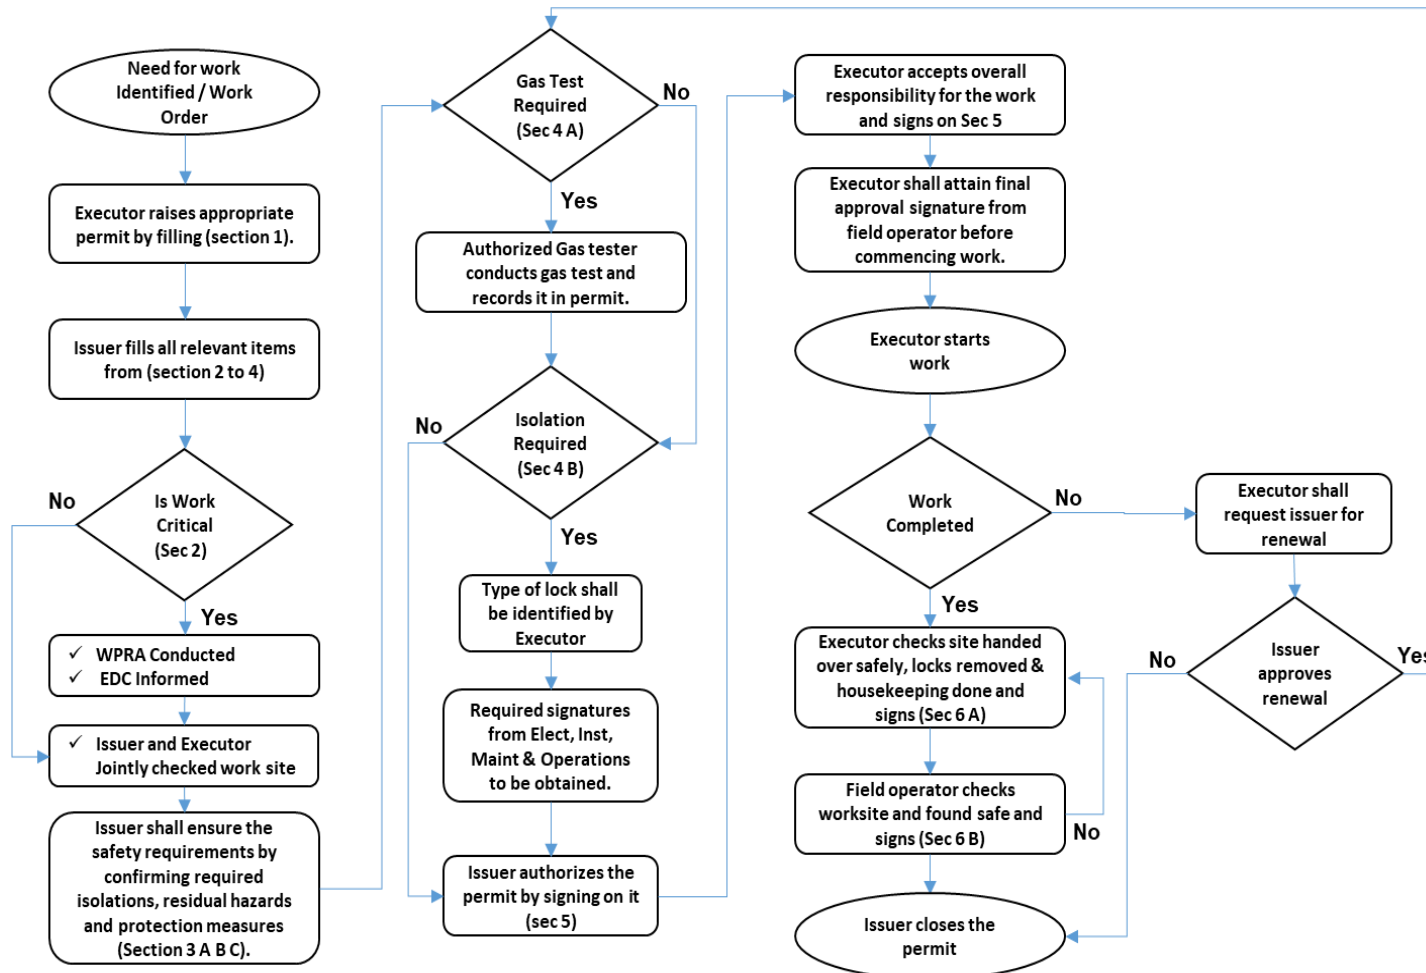 Need for work
Identified / Work
Order
Executor raises appropriate
permit by filling (section 1).
Issuer fills all relevant items
from (section 2 to 4)
No
Is Work
Critical
(Sec 2)
Yes
✓ WPRA Conducted
✓ EDC Informed
✓ Issuer and Executor
Jointly checked work site
Issuer shall ensure the
safety requirements by
confirming required
isolations, residual hazards
and protection measures
(Section 3 A B C).
Gas Test
Required
(Sec 4 A)
No
Yes
Authorized Gas tester
conducts gas test and
records it in permit.
No
Isolation
Required
(Sec 4 B)
Yes
Type of lock shall
be identified by
Executor
Required signatures
from Elect, Inst,
Maint & Operations
to be obtained.
Issuer authorizes the
permit by signing on it
(sec 5)
Executor accepts overall
responsibility for the work
and signs on Sec 5
Executor shall attain final
approval signature from
field operator before
commencing work.
Executor starts
work
Work
Completed
No
Yes
Executor checks site handed
over safely, locks removed &
housekeeping done and
signs (Sec 6 A)
Field operator checks
worksite and found safe and
signs (Sec 6 B)
No
Issuer closes the
permit
Executor shall
request issuer for
renewal
No
Issuer
approves
renewal
Yes